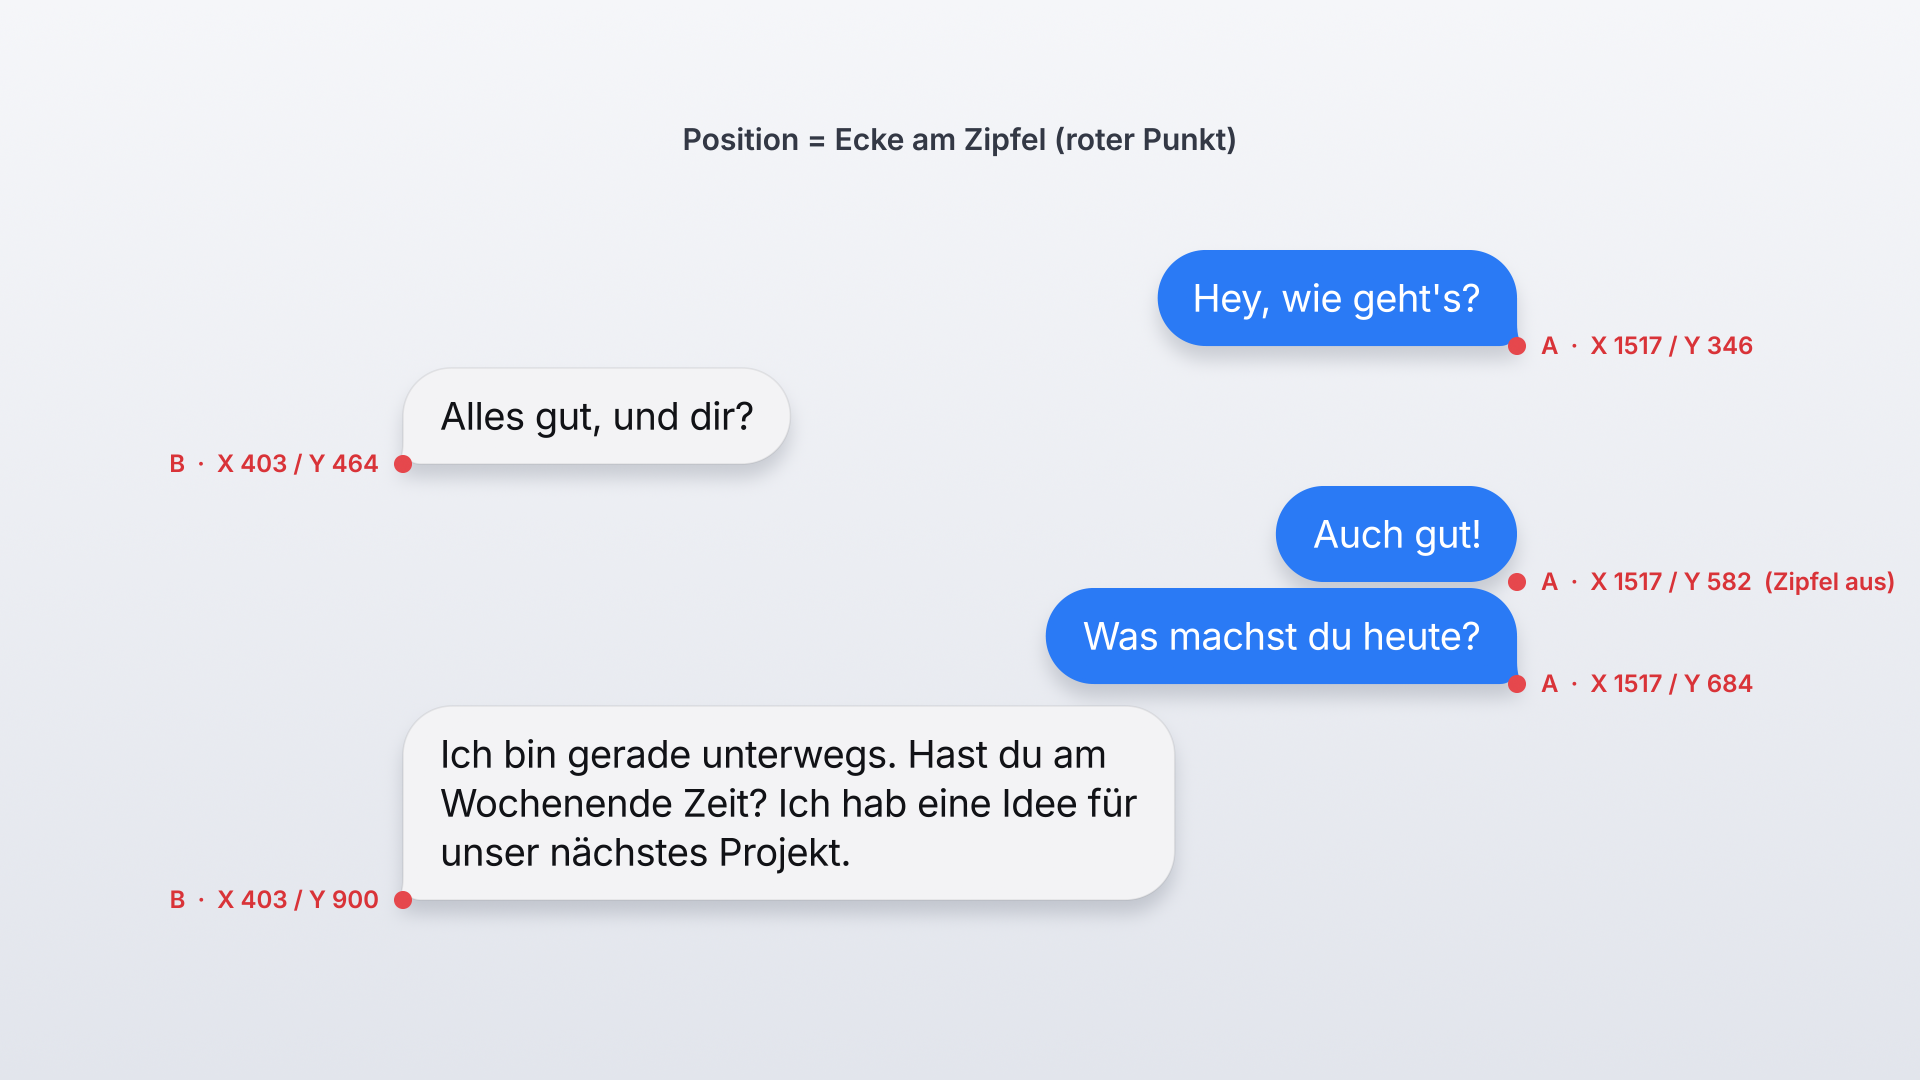 Position = Ecke am Zipfel (roter Punkt)
Hey, wie geht's?
A · X 1517 / Y 346
Alles gut, und dir?
B · X 403 / Y 464
Auch gut!
A · X 1517 / Y 582 (Zipfel aus)
Was machst du heute?
A · X 1517 / Y 684
Ich bin gerade unterwegs. Hast du am
Wochenende Zeit? Ich hab eine Idee für
unser nächstes Projekt.
B · X 403 / Y 900